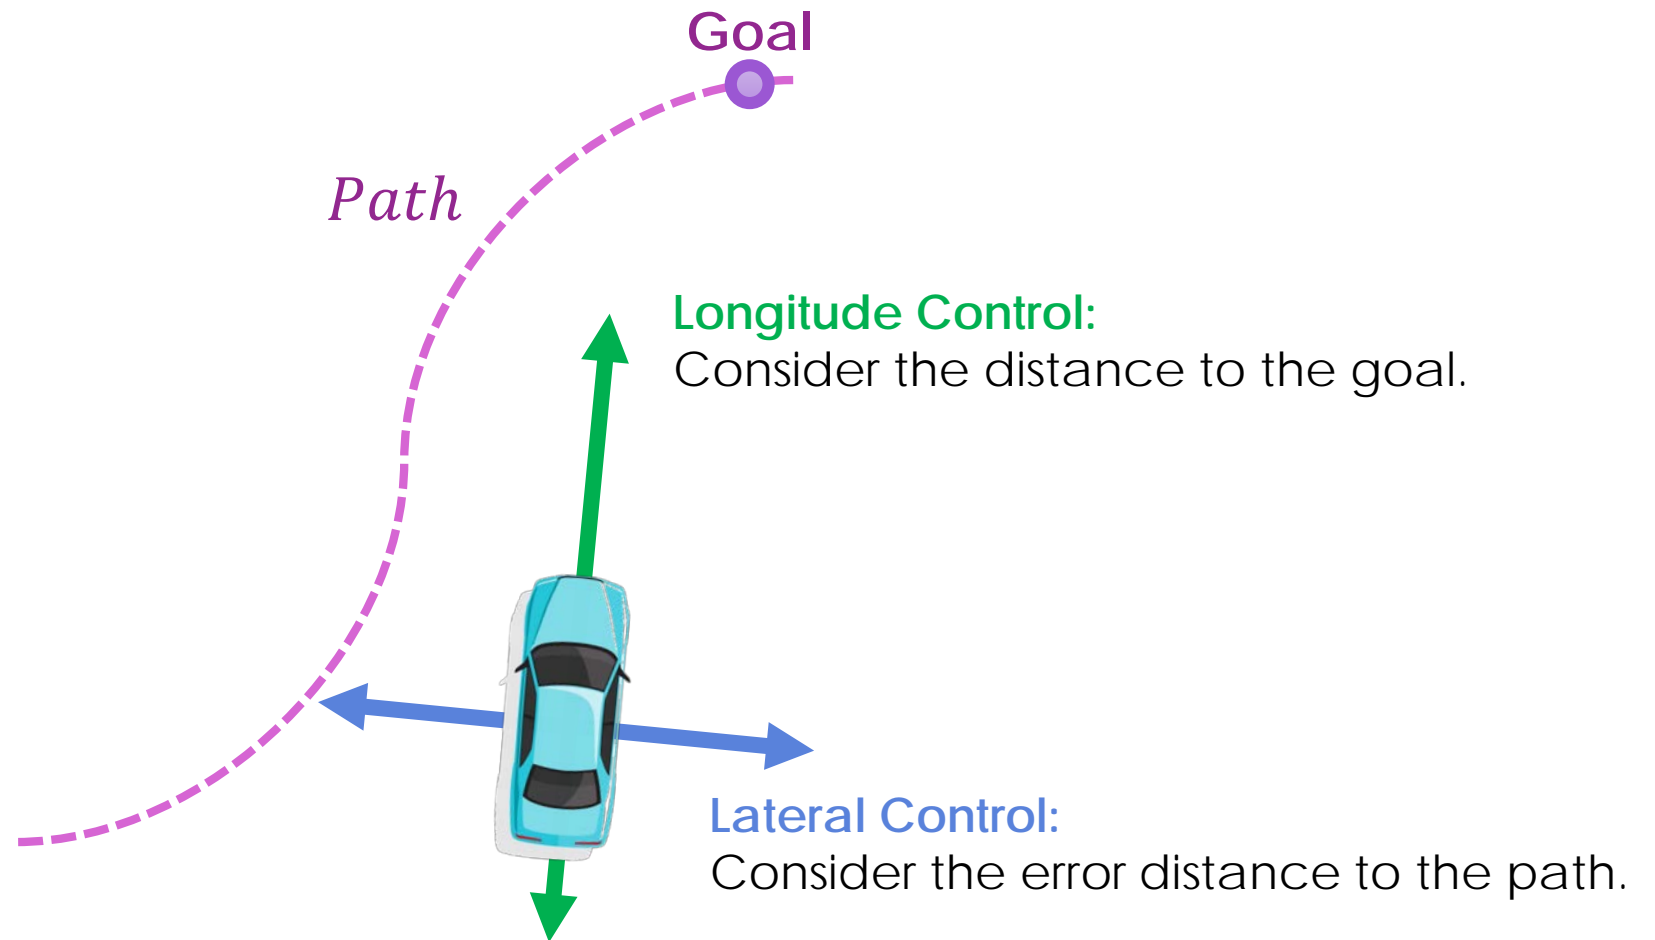 Goal
Path
Longitude Control:
Consider the distance to the goal.
Lateral Control:
Consider the error distance to the path.